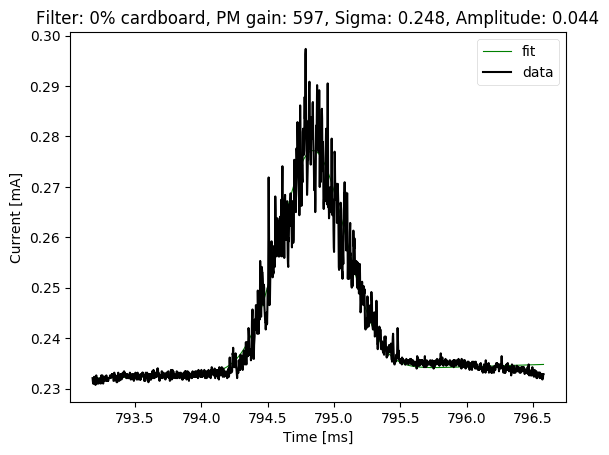 Filter: 0% cardboard, PM gain: 597, Sigma: 0.248, Amplitude: 0.044
fit
data
0.30
0.29
0.28
0.27
0.26
0.25
0.24
0.23
Current [mA]
793.5 794.0 794.5 795.0 795.5 796.0 796.5
Time [ms]